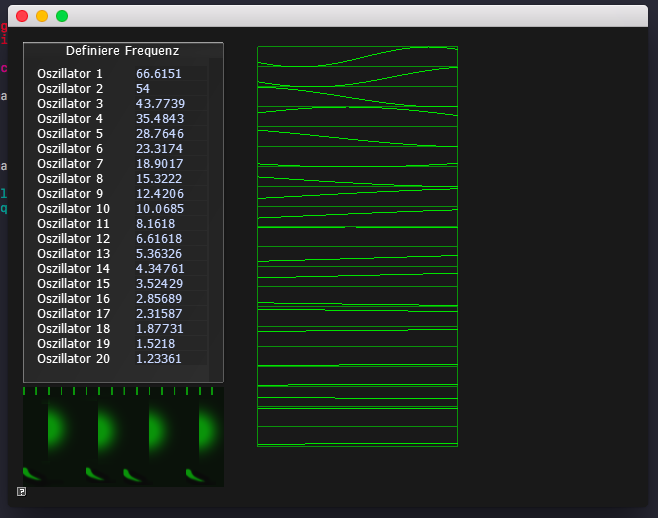 Definiere Frequenz
Oszillator 1 66.6151
Oszillator 2 54
Oszillator 3 43.7739
Oszillator 4 35.4843
Oszillator 5 28.7646
Oszillator 6 23.3174
Oszillator 7 18.9017
Oszillator 8 15.3222
Oszillator 9 12.4206
Oszillator 10 10.0685
Oszillator 11 8.1618
Oszillator 12 6.61618
Oszillator 13 5.36326
Oszillator 14 4.34761
Oszillator 15 3.52429
Oszillator 16 2.85689
Oszillator 17 2.31587
Oszillator 18 1.87731
Oszillator 19 1.5218
Oszillator 20 1.23361